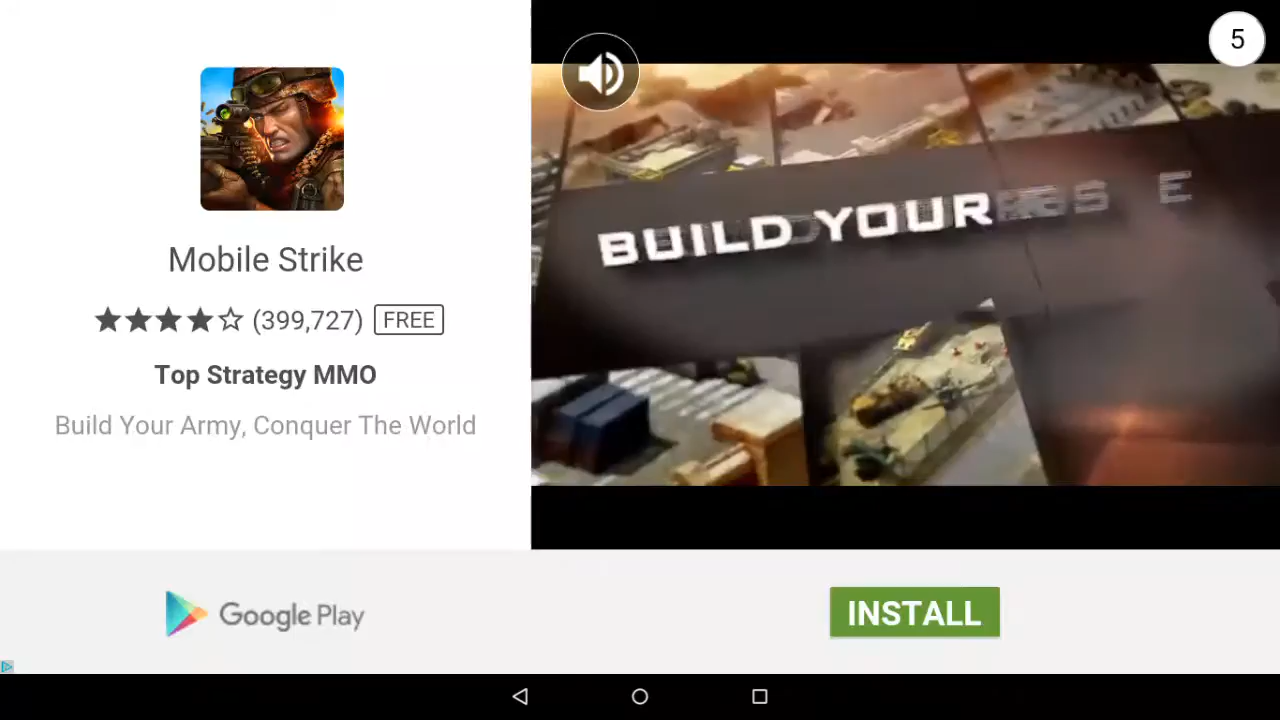 5
BUILD YOUR
Mobile Strike
(399,727) FREE
Top Strategy MMO
Build Your Army, Conquer The World
Google Play
INSTALL